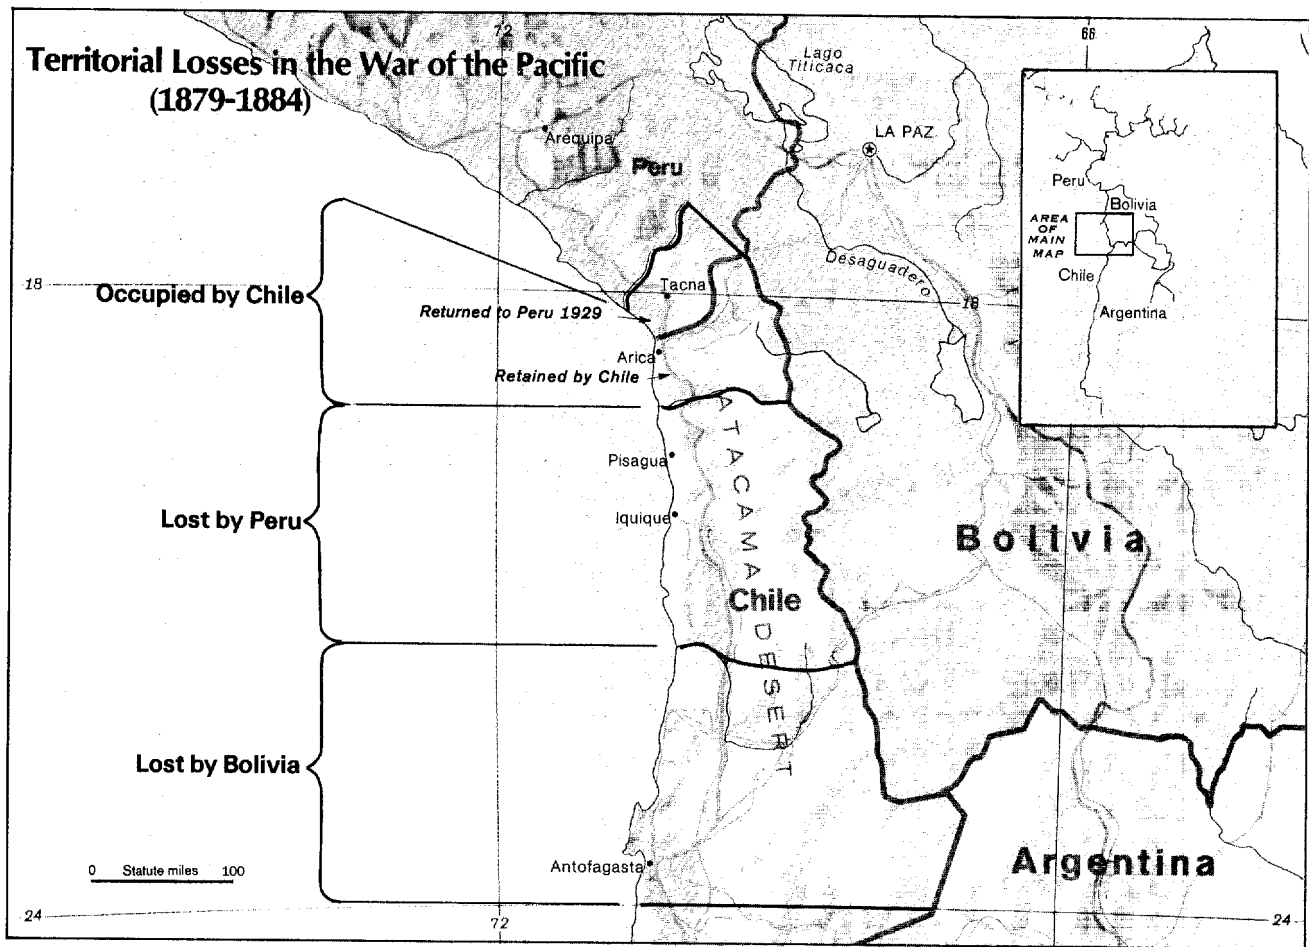 Territorial Losses in the War of the Pacific
(1879-1884)
72
66
Lago
Titicaca
LA PAZ
Arequipa
Peru
Peru
Bolivia
AREA
OF
MAIN
MAP
Chile
Argentina
Desaguadero
18
Occupied by Chile
Tacna
18
Returned to Peru 1929
Arica
Retained by Chile
ATACAMA DESERT
Pisagua
Lost by Peru
Iquique
Bolivia
Chile
Lost by Bolivia
Antofagasta
Argentina
0 Statute miles 100
24
72
24